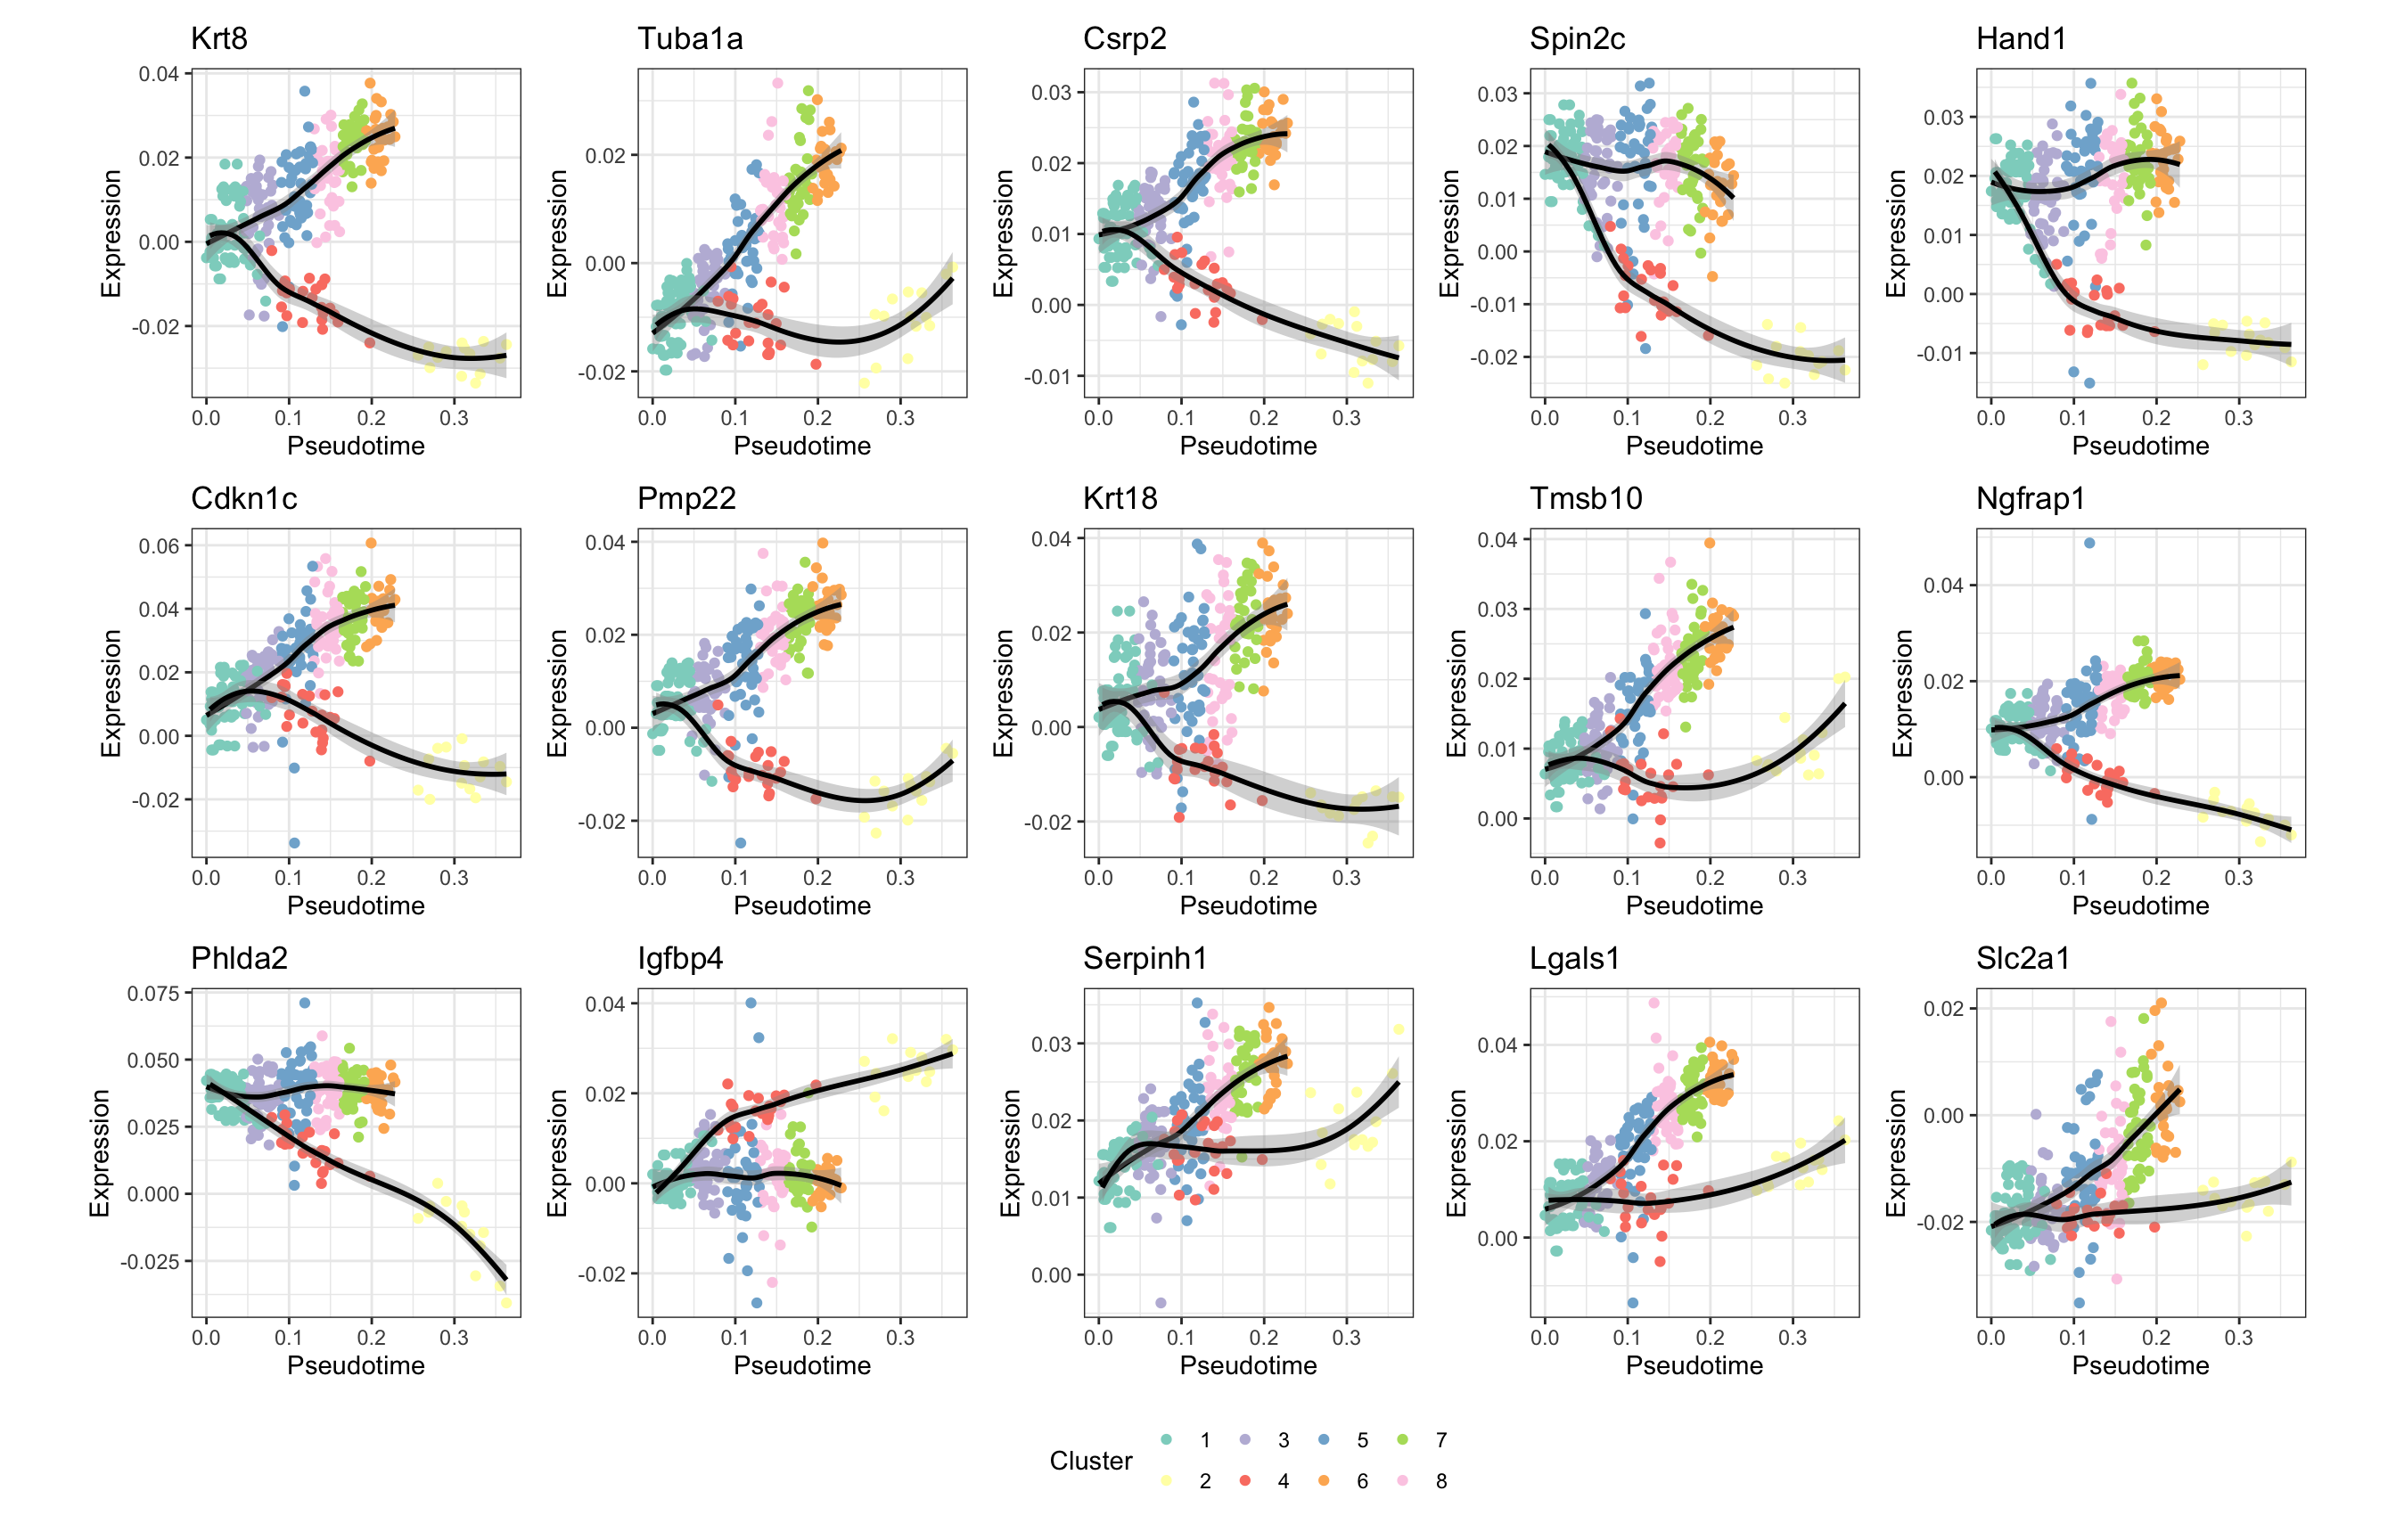 Krt8 Tuba1a Csrp2 Spin2c Hand1
0.04 0.02 0.00 -0.02
0.02 0.00 -0.02
0.03 0.02 0.01 0.00 -0.01
0.03 0.02 0.01 0.00 -0.01 -0.02
0.03 0.02 0.01 0.00 -0.01
Expression Expression Expression Expression Expression
0.0 0.1 0.2 0.3 0.0 0.1 0.2 0.3 0.0 0.1 0.2 0.3 0.0 0.1 0.2 0.3 0.0 0.1 0.2 0.3
Pseudotime Pseudotime Pseudotime Pseudotime Pseudotime
Cdkn1c Pmp22 Krt18 Tmsb10 Ngfrap1
0.06 0.04 0.02 0.00 -0.02
0.04 0.02 0.00 -0.02
0.04 0.02 0.00 -0.02
0.04 0.03 0.02 0.01 0.00
0.04 0.02 0.00
Expression Expression Expression Expression Expression
0.0 0.1 0.2 0.3 0.0 0.1 0.2 0.3 0.0 0.1 0.2 0.3 0.0 0.1 0.2 0.3 0.0 0.1 0.2 0.3
Pseudotime Pseudotime Pseudotime Pseudotime Pseudotime
Phlda2 Igfbp4 Serpinh1 Lgals1 Slc2a1
0.075 0.050 0.025 0.000 -0.025
0.04 0.02 0.00 -0.02
0.03 0.02 0.01 0.00
0.04 0.02 0.00
0.02 0.00 -0.02
Expression Expression Expression Expression Expression
0.0 0.1 0.2 0.3 0.0 0.1 0.2 0.3 0.0 0.1 0.2 0.3 0.0 0.1 0.2 0.3 0.0 0.1 0.2 0.3
Pseudotime Pseudotime Pseudotime Pseudotime Pseudotime
Cluster
1 3 5 7
2 4 6 8